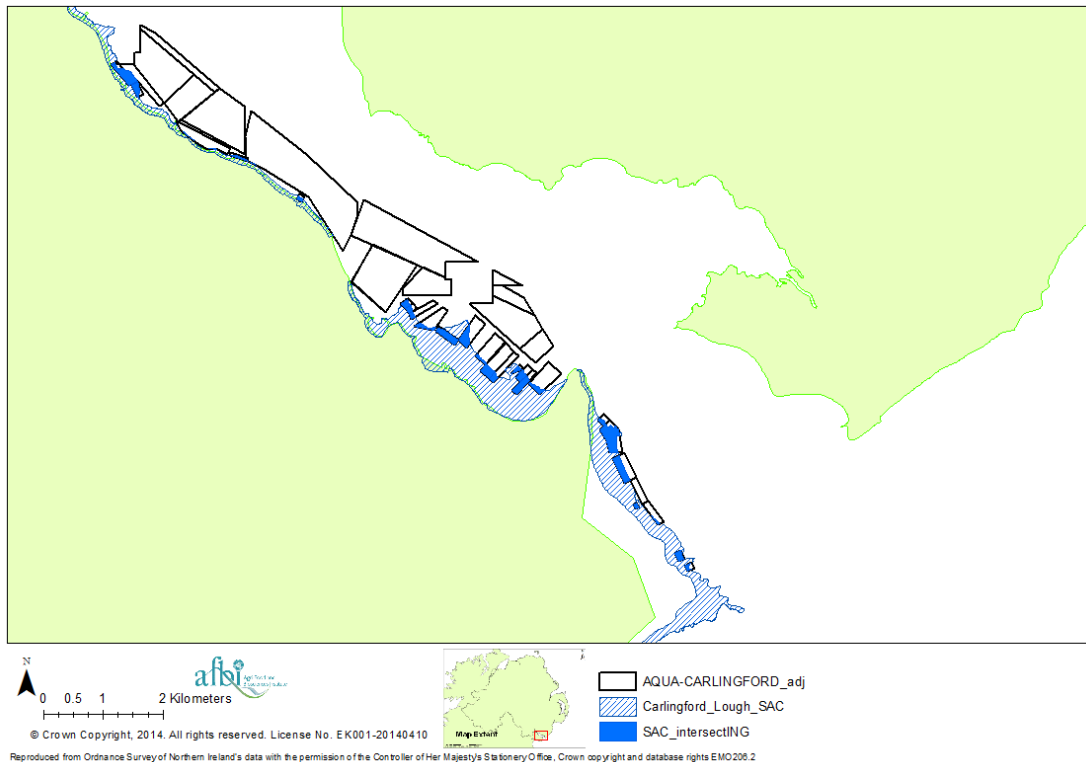 N
0 0.5 1 2 Kilometers
afbi
Map Extent
AQUA-CARLINGFORD_adj
Carlingford_Lough_SAC
SAC_intersectING
© Crown Copyright, 2014. All rights reserved. License No. EK001-20140410
Reproduced from Ordnance Survey of Northern Ireland's data with the permission of the Controller of Her Majesty's Stationery Office, Crown copyright and database rights EMO206.2